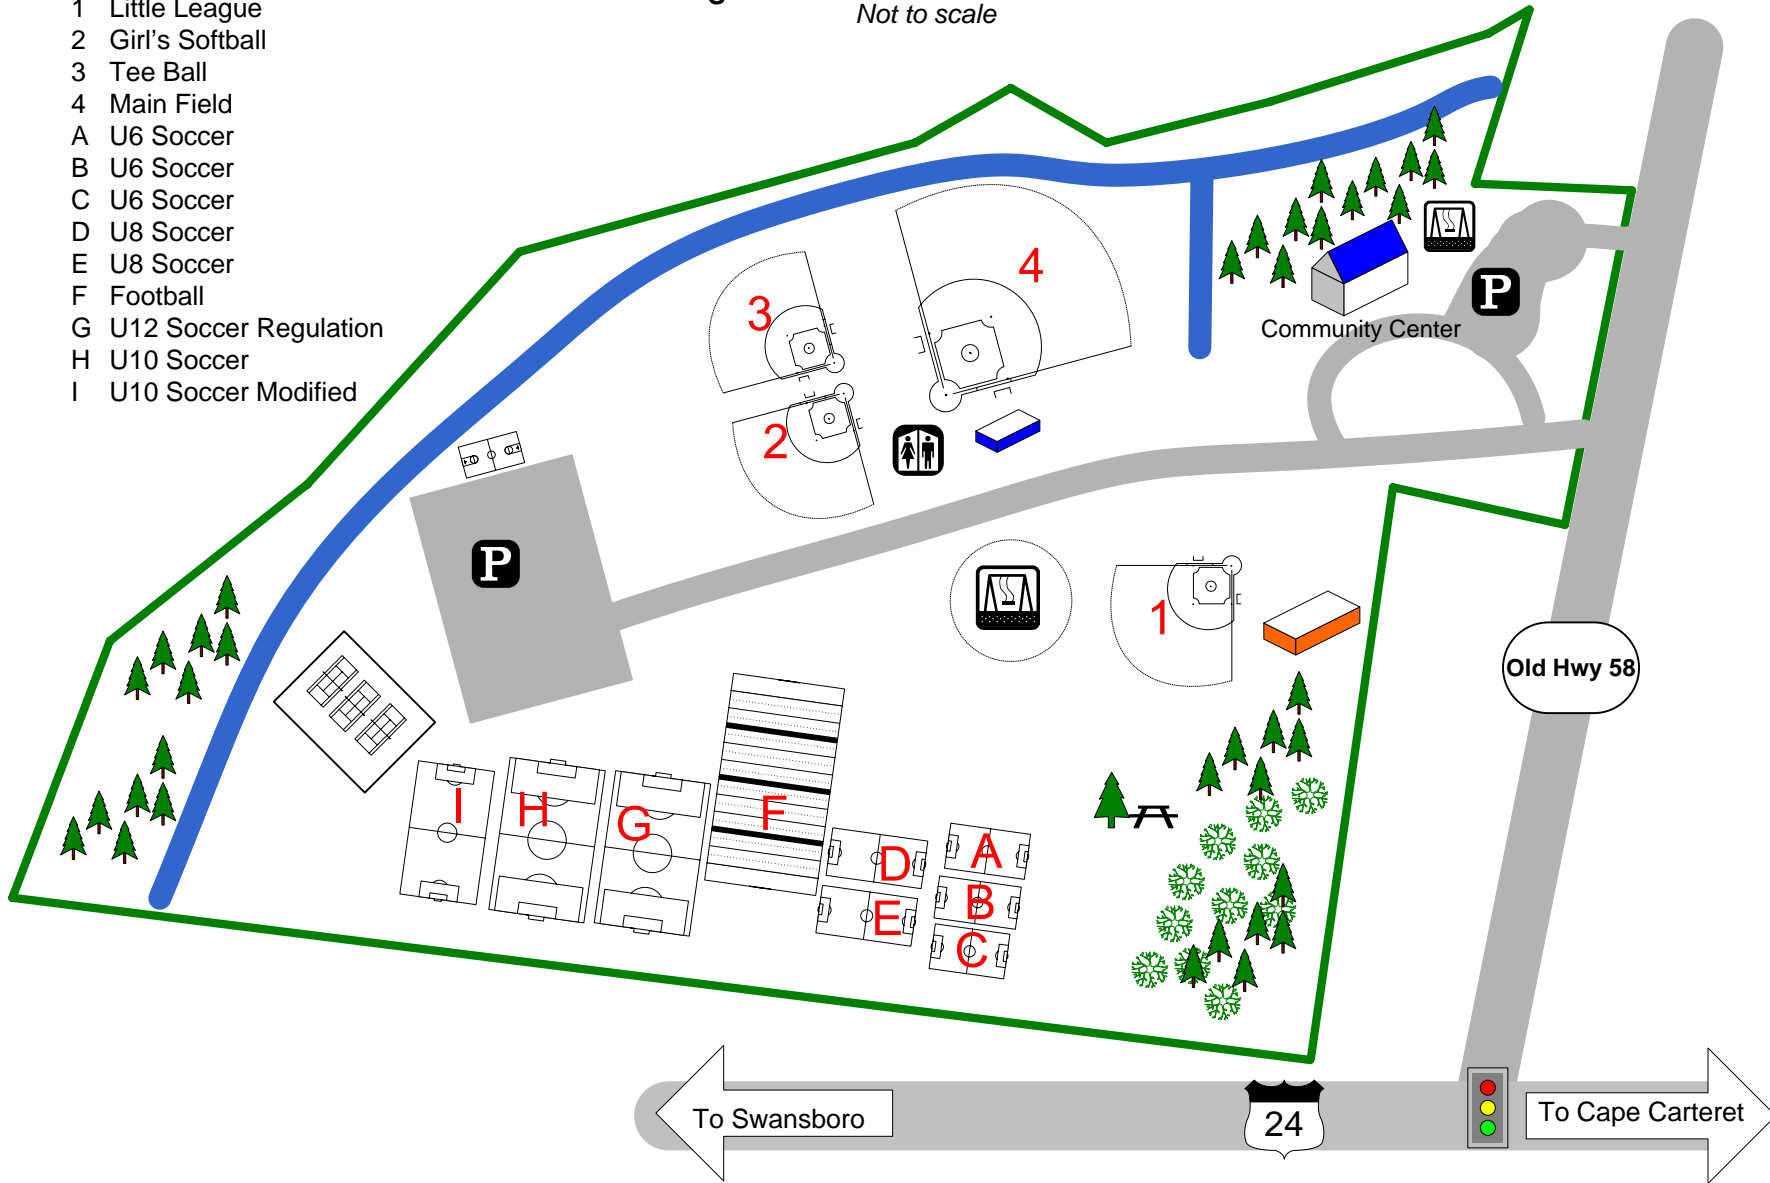 1 Little League
Not to scale
2 Girl's Softball
3 Tee Ball
4 Main Field
A U6 Soccer
B U6 Soccer
C U6 Soccer
D U8 Soccer
E U8 Soccer
F Football
G U12 Soccer Regulation
H U10 Soccer
I U10 Soccer Modified
4
3
P
Community Center
2
P
1
Old Hwy 58
I
H
G
F
D
A
B
E
C
To Swansboro
24
To Cape Carteret